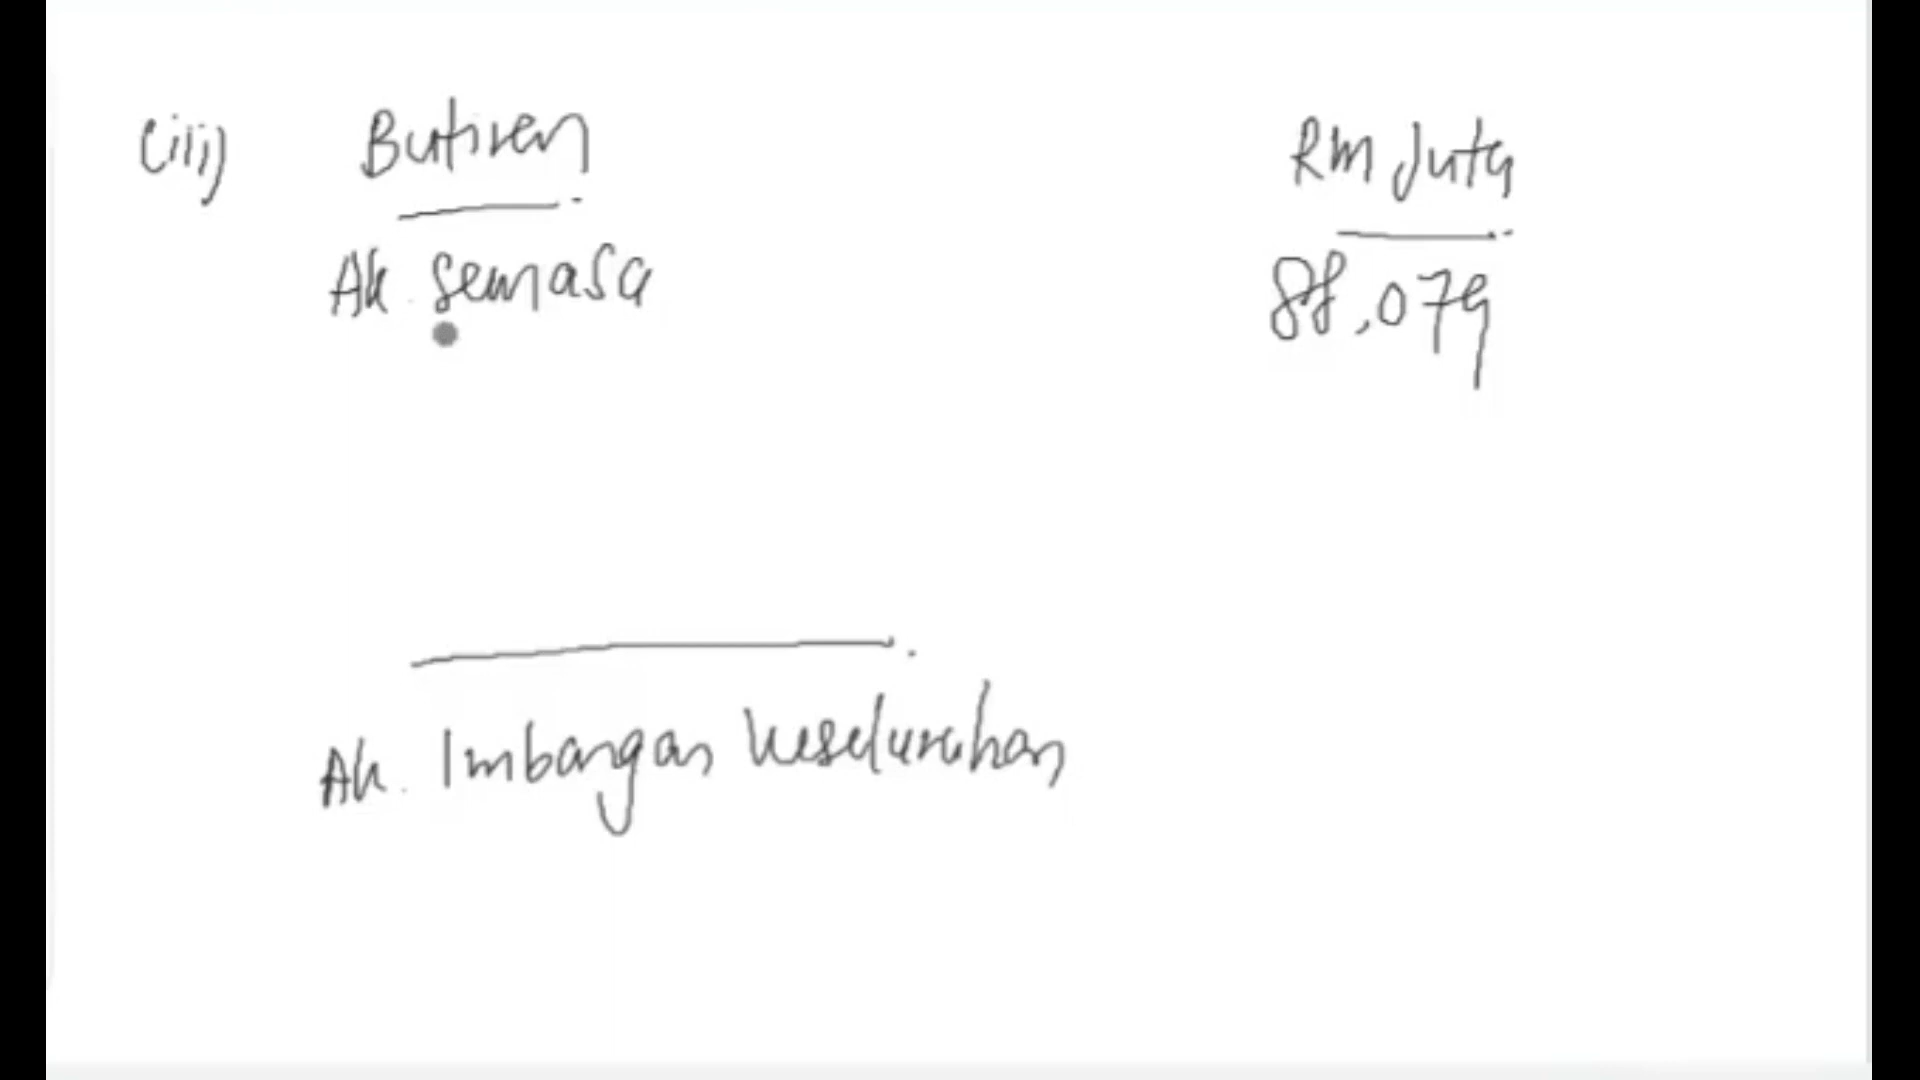 (iii) Butiran RM Juta
Ak. Semasa 88,079
Ak. Imbangan Keseluruhan